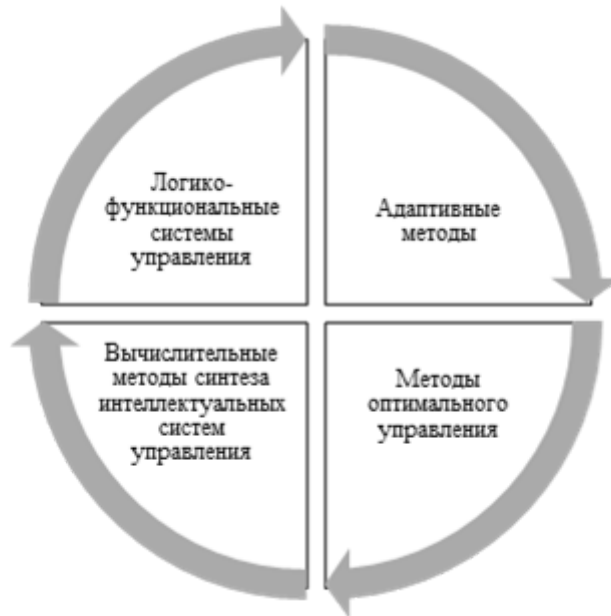 Логико-
функциональные
системы
управления
Адаптивные
методы
Вычислительные
методы синтеза
интеллектуальных
систем
управления
Методы
оптимального
управления